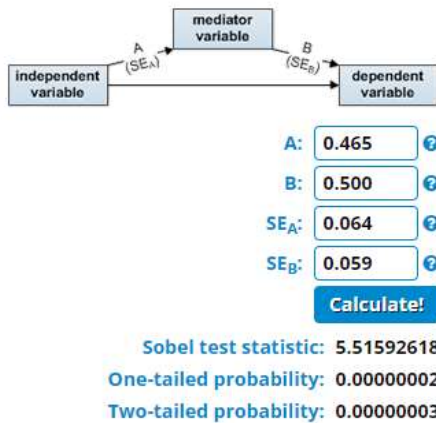 mediator
variable
A
(SEA)
B
(SEB)
independent
variable
dependent
variable
A: 0.465 ?
B: 0.500 ?
SEA: 0.064 ?
SEB: 0.059 ?
Calculate!
Sobel test statistic: 5.51592618
One-tailed probability: 0.00000002
Two-tailed probability: 0.00000003